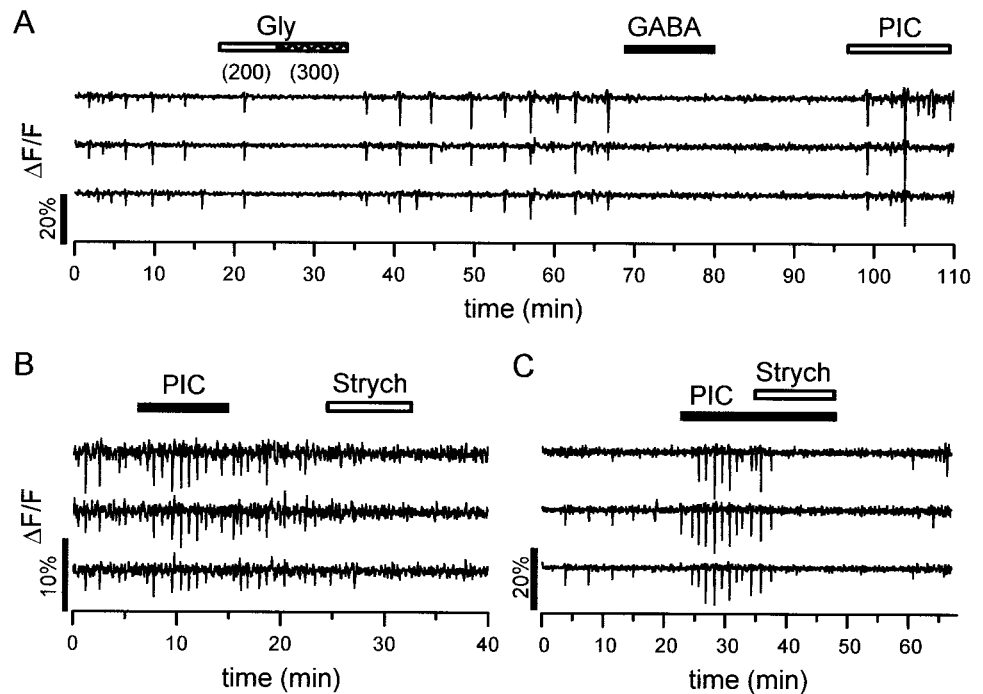 A
Gly
GABA
PIC
(200) (300)
ΔF/F
20%
0 10 20 30 40 50 60 70 80 90 100 110
time (min)
B
PIC
Strych
ΔF/F
10%
0 10 20 30 40
time (min)
C
Strych
PIC
20%
0 10 20 30 40 50 60
time (min)